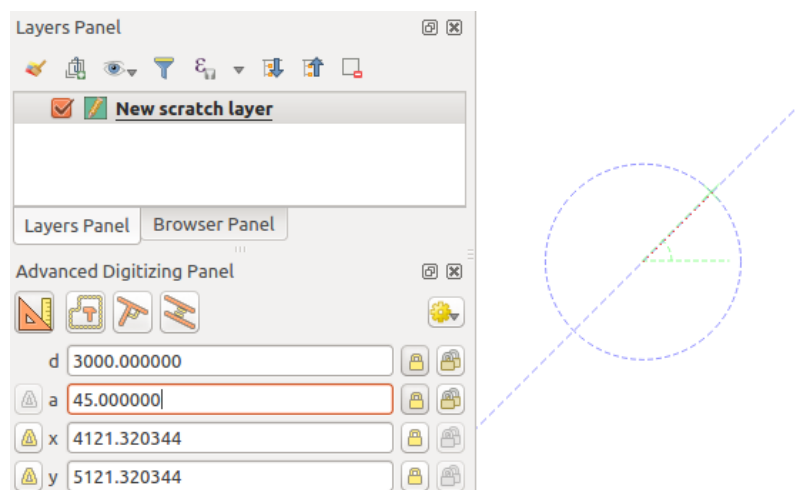 Layers Panel
New scratch layer
Layers Panel Browser Panel
Advanced Digitizing Panel
d 3000.000000
a 45.000000
x 4121.320344
y 5121.320344